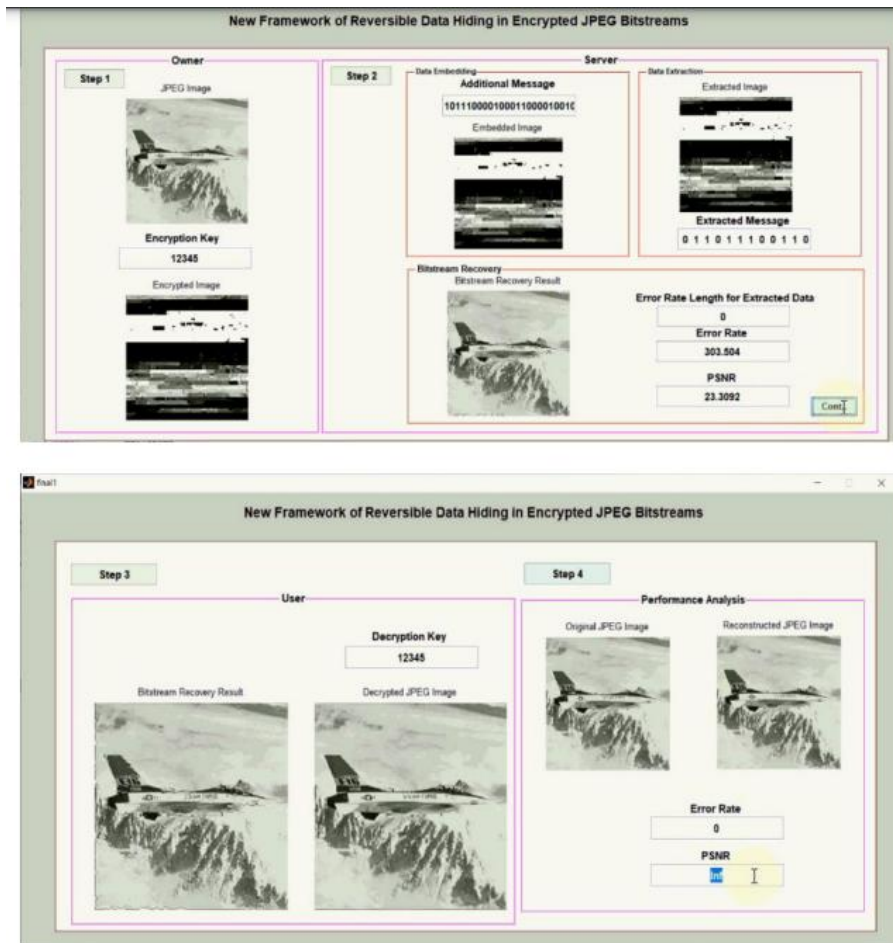 New Framework of Reversible Data Hiding in Encrypted JPEG Bitstreams
Owner
Step 1
JPEG Image
Encryption Key
12345
Encrypted Image
Server
Step 2
Data Embedding
Additional Message
1011100001000110000010010
Embedded Image
Data Extraction
Extracted Image
Extracted Message
0 1 1 0 1 1 1 0 0 1 1 0
Bitstream Recovery
Bitstream Recovery Result
Error Rate Length for Extracted Data
0
Error Rate
303.504
PSNR
23.3092
Cont.
final1
New Framework of Reversible Data Hiding in Encrypted JPEG Bitstreams
Step 3
User
Decryption Key
12345
Bitstream Recovery Result
Decrypted JPEG Image
Step 4
Performance Analysis
Original JPEG Image
Reconstructed JPEG Image
Error Rate
0
PSNR
Inf